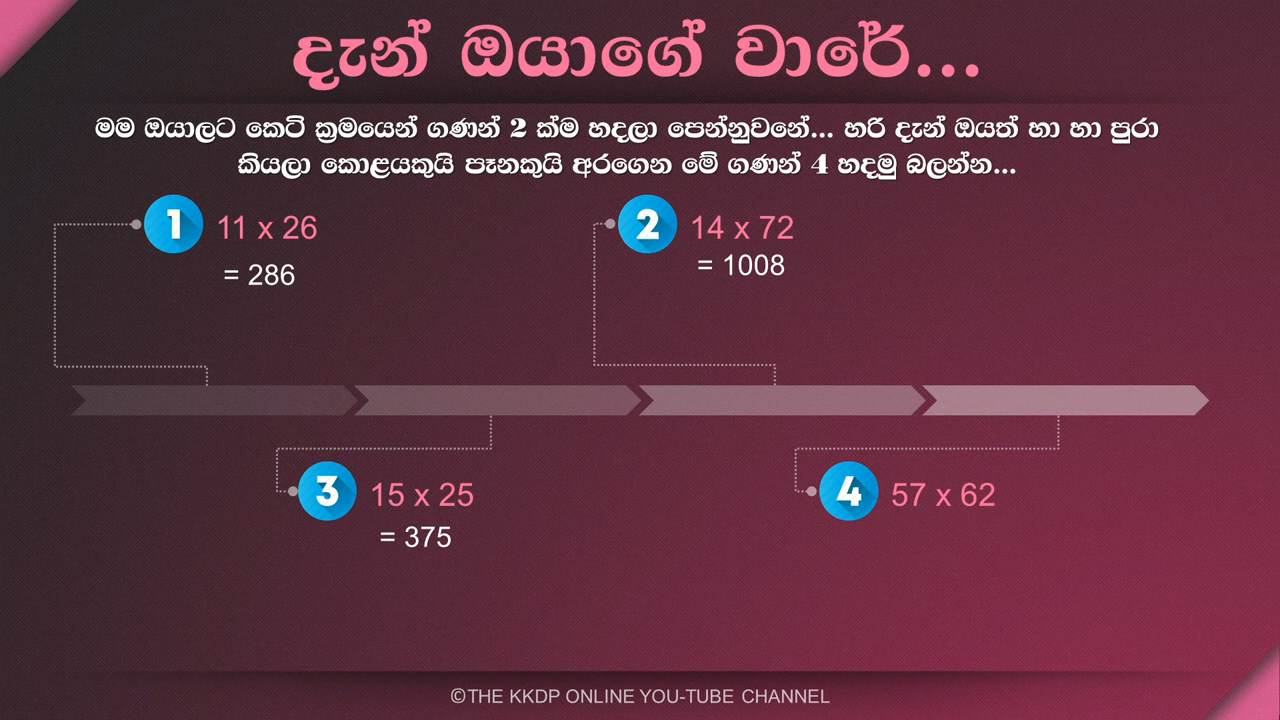 දැන් ඔයාගේ වාරේ...
මම ඔයාලට කෙටි ක්‍රමයෙන් ගණන් 2 ක්ම හදලා පෙන්නුවනේ... හරි දැන් ඔයත් හා හා පුරා
කියලා කොළයකුයි පෑනකුයි අරගෙන මේ ගණන් 4 හදමු බලන්න...
1 11 x 26
= 286
2 14 x 72
= 1008
3 15 x 25
= 375
4 57 x 62
©THE KKDP ONLINE YOU-TUBE CHANNEL